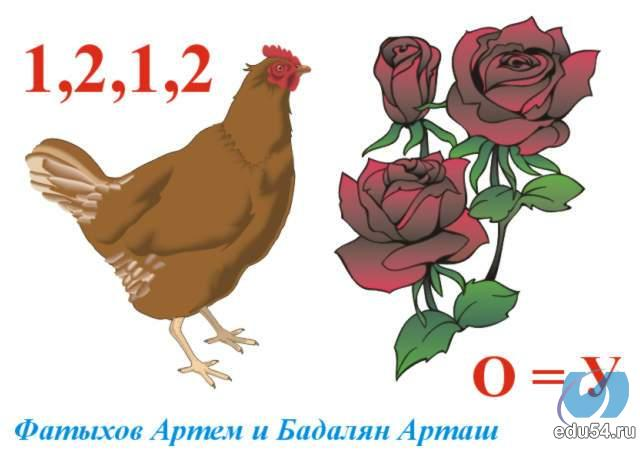 1,2,1,2
О = У
edu54.ru
Фатыхов Артем и Бадалян Арташ